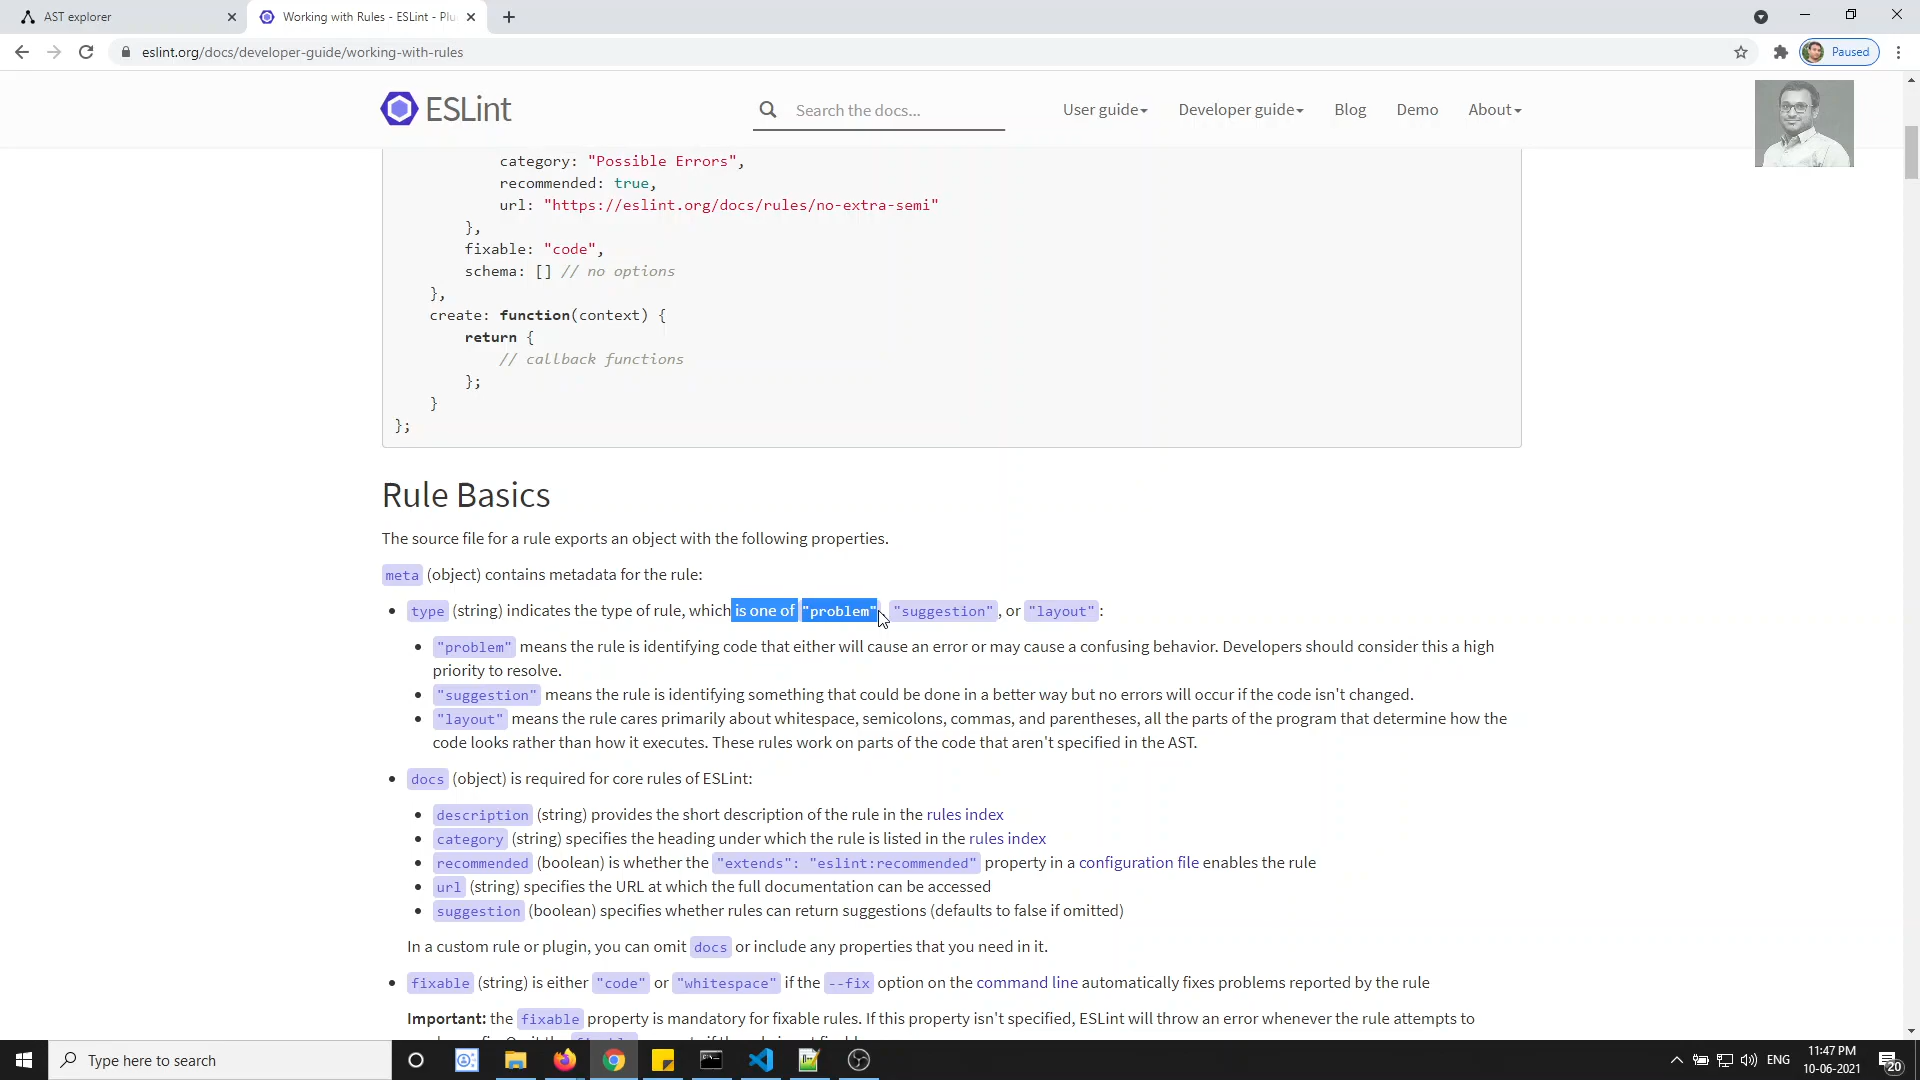 AST explorer
Working with Rules - ESLint - Plu
eslint.org/docs/developer-guide/working-with-rules
Paused
ESLint
Search the docs...
User guide
Developer guide
Blog
Demo
About
category: "Possible Errors",
recommended: true,
url: "https://eslint.org/docs/rules/no-extra-semi"
},
fixable: "code",
schema: [] // no options
},
create: function(context) {
return {
// callback functions
};
}
};
Rule Basics
The source file for a rule exports an object with the following properties.
meta (object) contains metadata for the rule:
type (string) indicates the type of rule, which is one of "problem", "suggestion", or "layout":
"problem" means the rule is identifying code that either will cause an error or may cause a confusing behavior. Developers should consider this a high
priority to resolve.
"suggestion" means the rule is identifying something that could be done in a better way but no errors will occur if the code isn't changed.
"layout" means the rule cares primarily about whitespace, semicolons, commas, and parentheses, all the parts of the program that determine how the
code looks rather than how it executes. These rules work on parts of the code that aren't specified in the AST.
docs (object) is required for core rules of ESLint:
description (string) provides the short description of the rule in the rules index
category (string) specifies the heading under which the rule is listed in the rules index
recommended (boolean) is whether the "extends": "eslint:recommended" property in a configuration file enables the rule
url (string) specifies the URL at which the full documentation can be accessed
suggestion (boolean) specifies whether rules can return suggestions (defaults to false if omitted)
In a custom rule or plugin, you can omit docs or include any properties that you need in it.
fixable (string) is either "code" or "whitespace" if the --fix option on the command line automatically fixes problems reported by the rule
Important: the fixable property is mandatory for fixable rules. If this property isn't specified, ESLint will throw an error whenever the rule attempts to
Type here to search
ENG
11:47 PM
10-06-2021
20